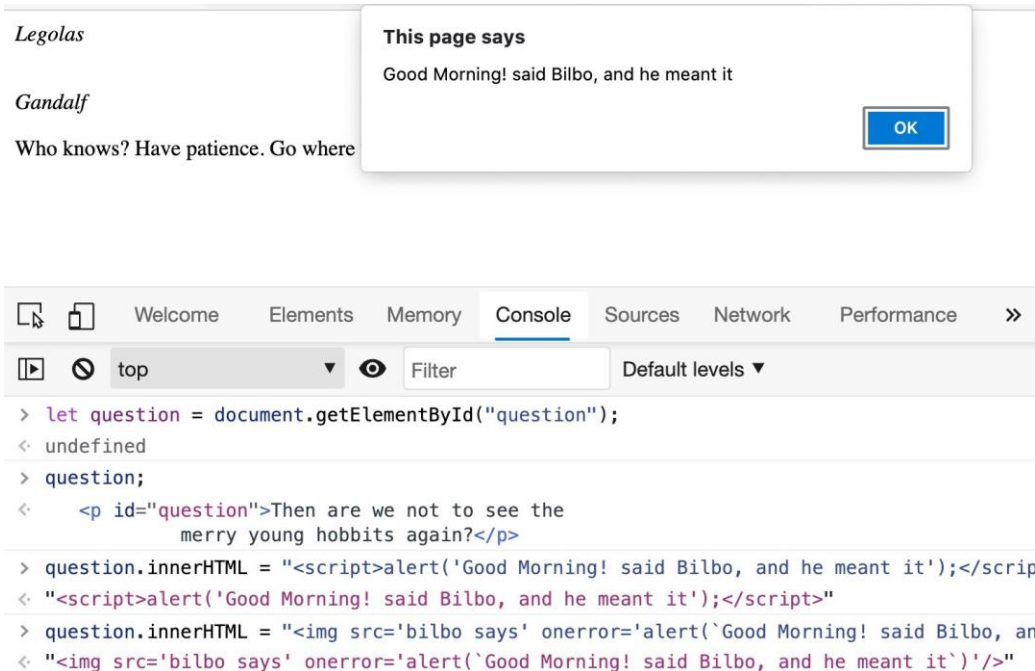 Legolas
This page says
Good Morning! said Bilbo, and he meant it
Gandalf
OK
Who knows? Have patience. Go where
Welcome Elements Memory Console Sources Network Performance »
top ▼ Filter Default levels ▼
> let question = document.getElementById("question");
<· undefined
> question;
<· <p id="question">Then are we not to see the
merry young hobbits again?</p>
> question.innerHTML = "<script>alert('Good Morning! said Bilbo, and he meant it');</scrip
<· "<script>alert('Good Morning! said Bilbo, and he meant it');</script>"
> question.innerHTML = "<img src='bilbo says' onerror='alert(`Good Morning! said Bilbo, an
<· "<img src='bilbo says' onerror='alert(`Good Morning! said Bilbo, and he meant it`)'/>"